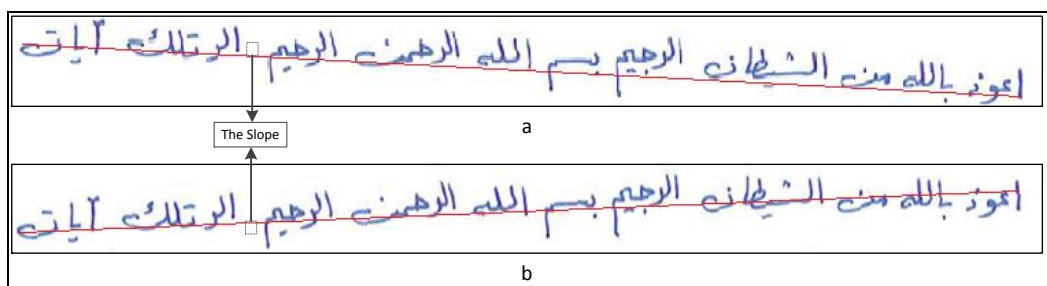 اعوذ بالله من الشيطان الرجيم بسم الله الرحمن الرحيم الر تلك آيات
a
The Slope
اعوذ بالله من الشيطان الرجيم بسم الله الرحمن الرحيم الر تلك آيات
b